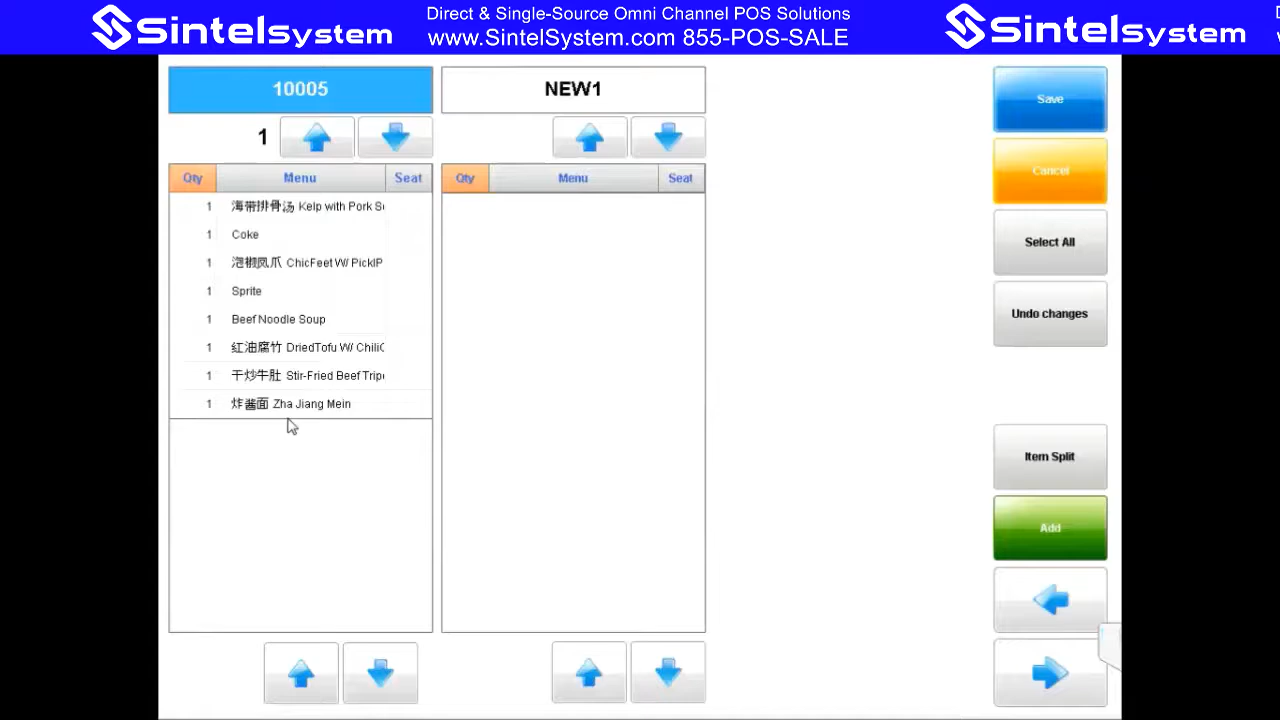 Sintelsystem
Direct & Single-Source Omni Channel POS Solutions
www.SintelSystem.com 855-POS-SALE
Sintelsystem
10005
NEW1
1
Qty Menu Seat
Qty Menu Seat
1 海带排骨汤 Kelp with Pork
1 Coke
1 泡椒凤爪 ChicFeet W/ PicklP
1 Sprite
1 Beef Noodle Soup
1 红油腐竹 DriedTofu W/ Chili
1 干炒牛肚 Stir-Fried Beef Trip
1 炸酱面 Zha Jiang Mein
Save
Cancel
Select All
Undo changes
Item Split
Add